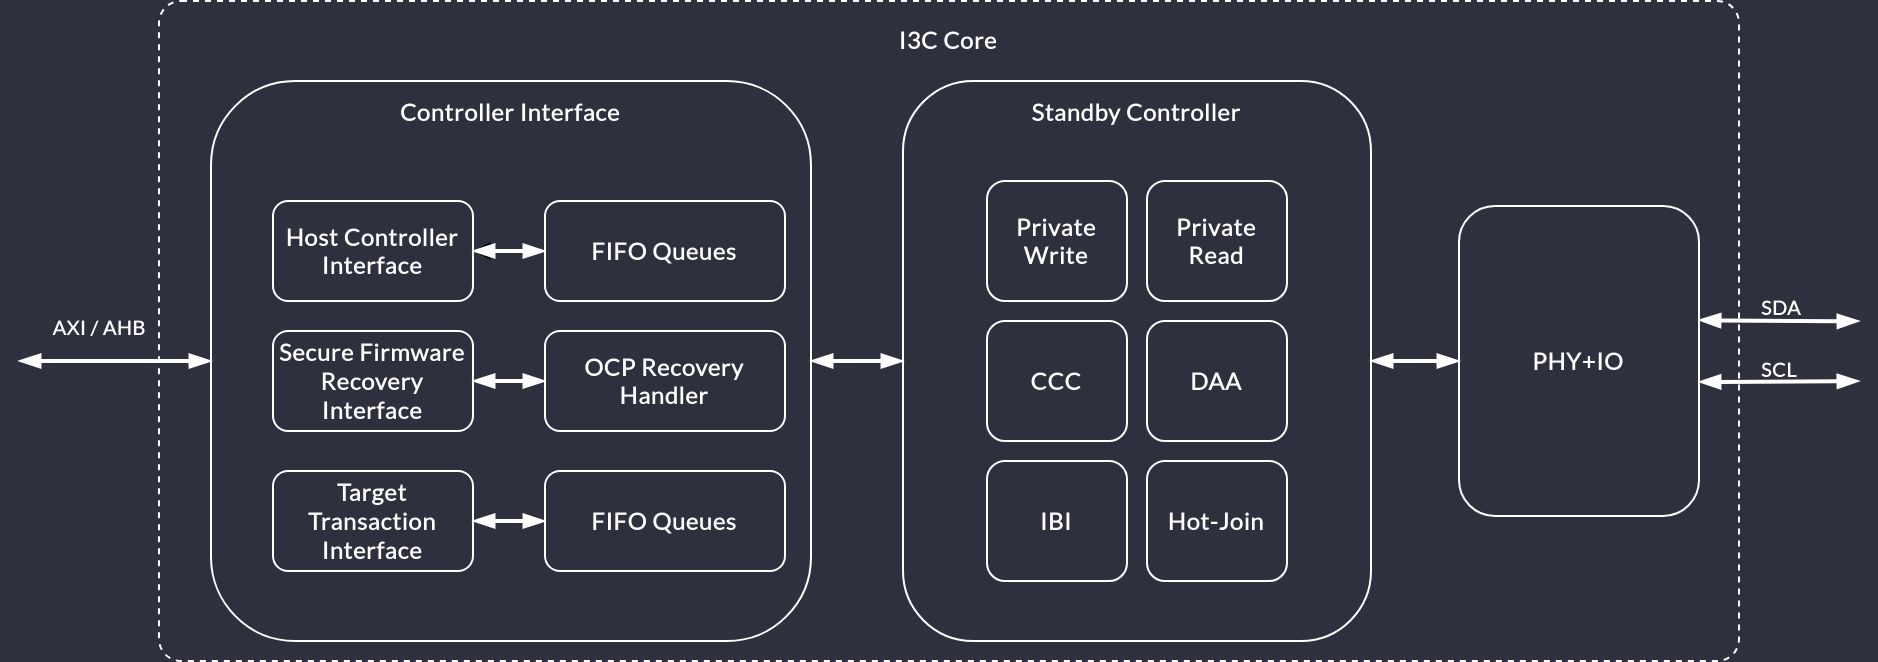 I3C Core
Controller Interface
Host Controller
Interface
FIFO Queues
Secure Firmware
Recovery
Interface
OCP Recovery
Handler
Target
Transaction
Interface
FIFO Queues
AXI / AHB
Standby Controller
Private
Write
Private
Read
CCC
DAA
IBI
Hot-Join
PHY+IO
SDA
SCL